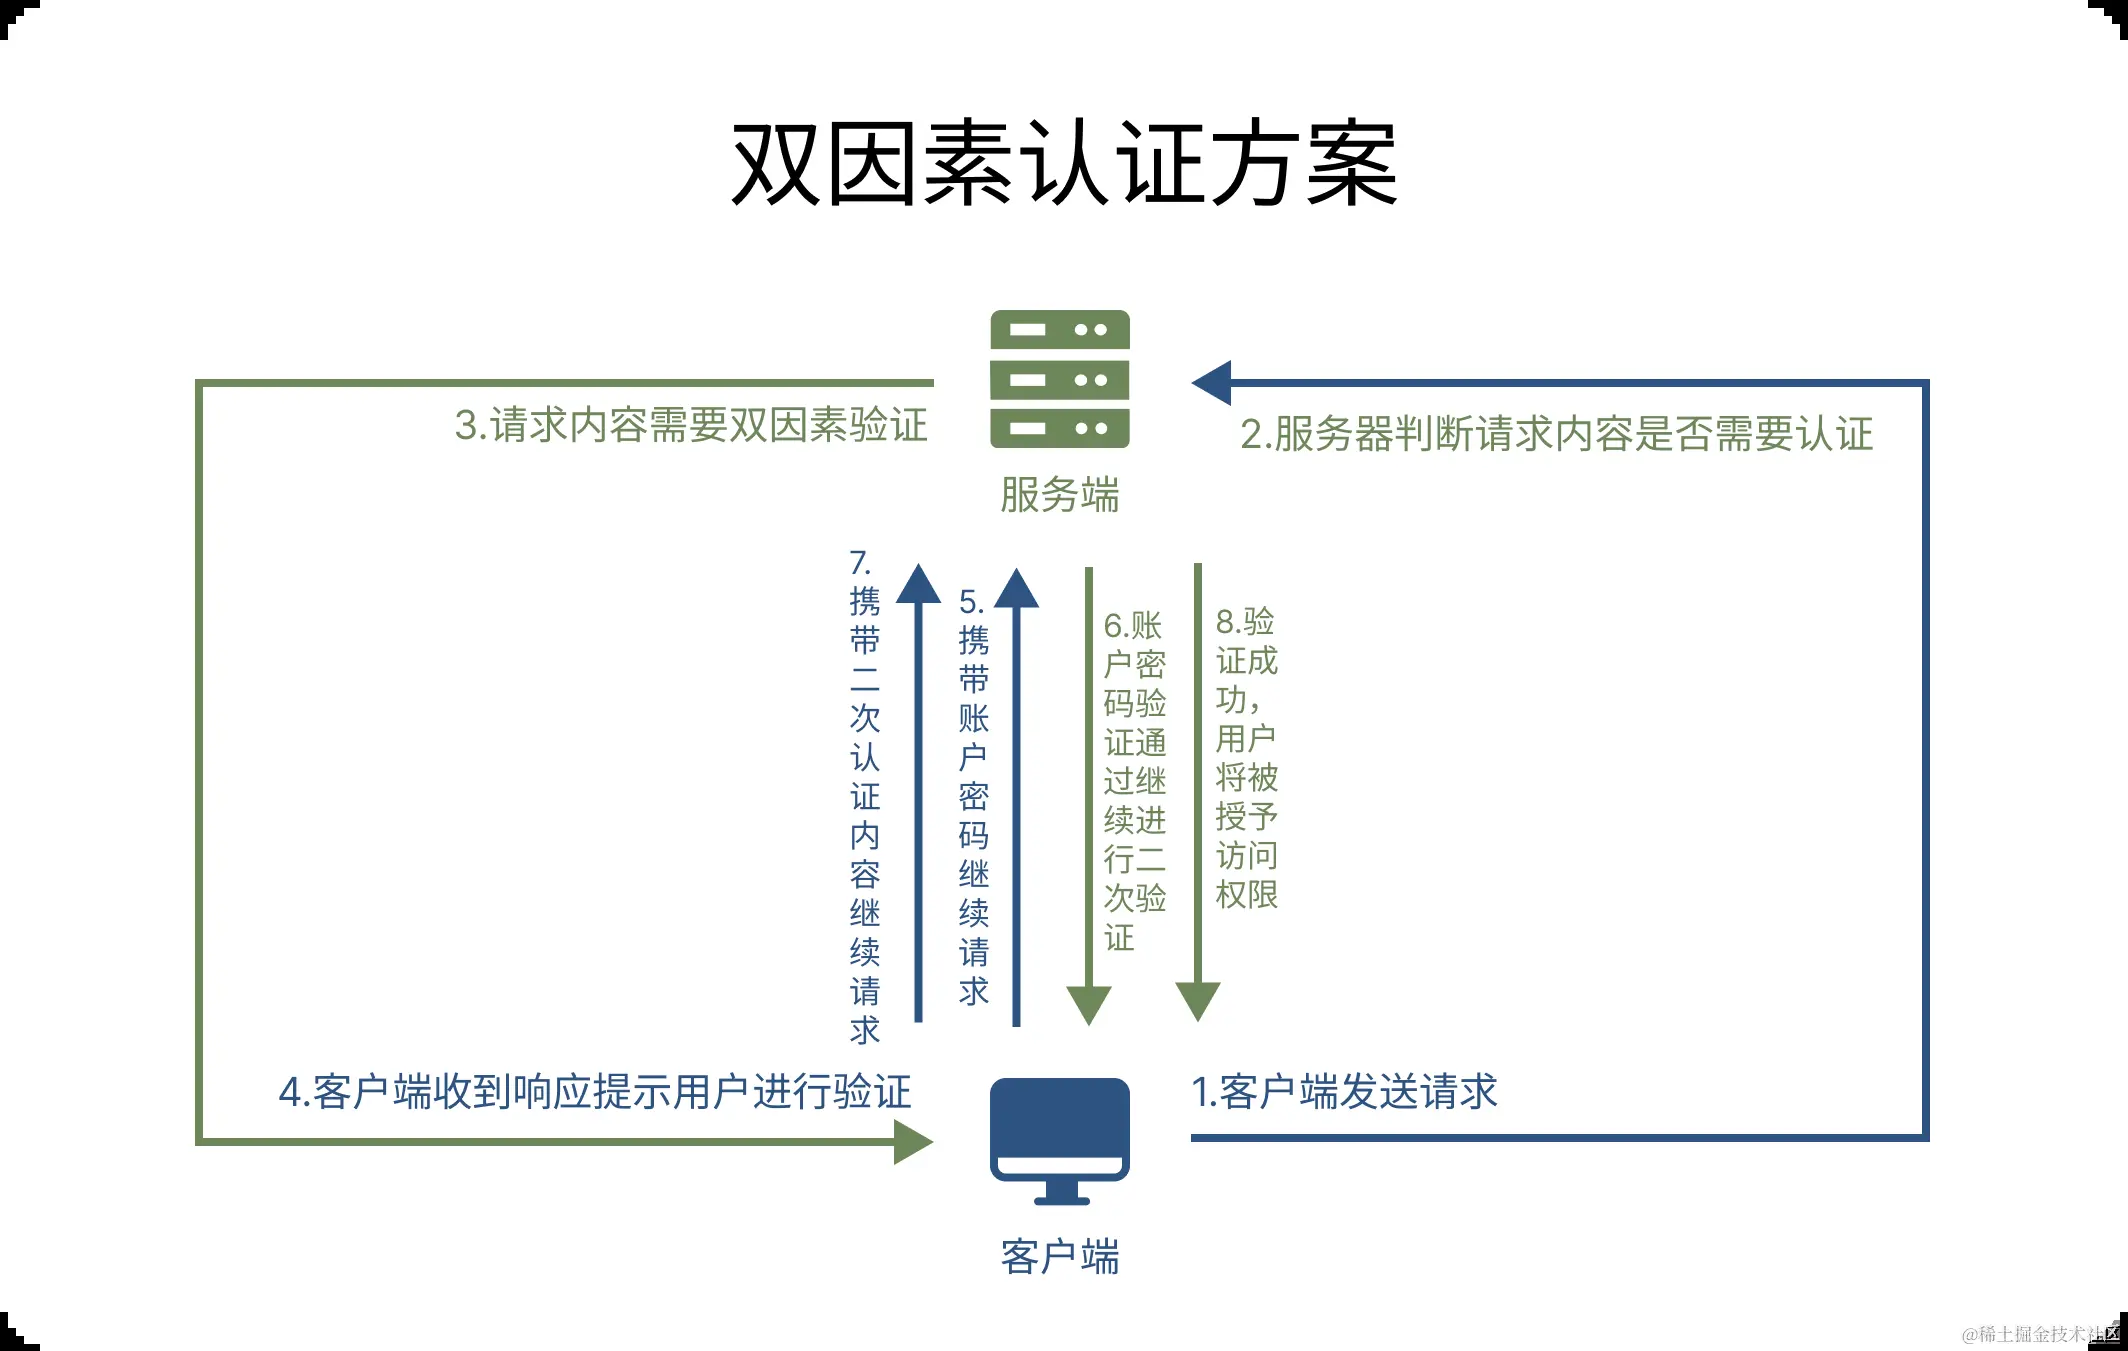 双因素认证方案
3.请求内容需要双因素验证
2.服务器判断请求内容是否需要认证
服务端
7.
携
带
二
次
认
证
内
容
继
续
请
求
5.
携
带
账
户
密
码
继
续
请
求
6.账
户密
码验
证通
过继
续进
行二
次验
证
8.验
证成
功，
用户
将被
授予
访问
权限
4.客户端收到响应提示用户进行验证
1.客户端发送请求
客户端
@稀土掘金技术社区